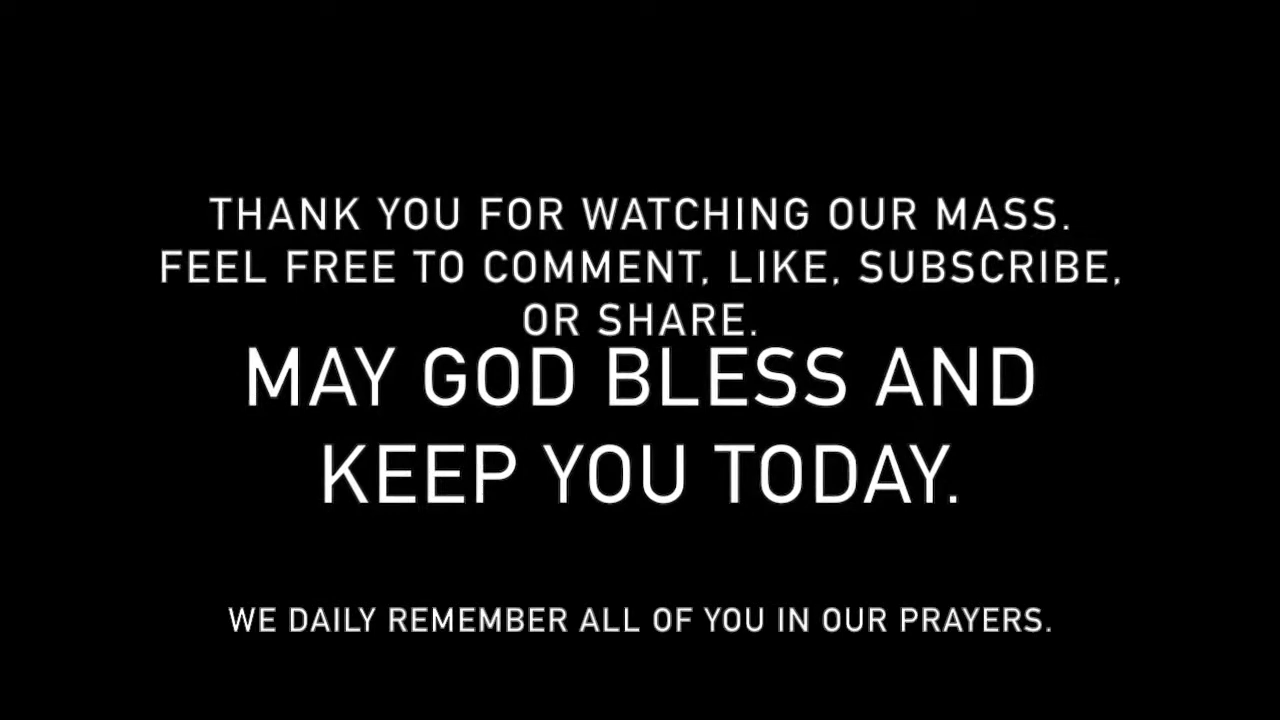 THANK YOU FOR WATCHING OUR MASS.
FEEL FREE TO COMMENT, LIKE, SUBSCRIBE,
OR SHARE.
MAY GOD BLESS AND
KEEP YOU TODAY.
WE DAILY REMEMBER ALL OF YOU IN OUR PRAYERS.